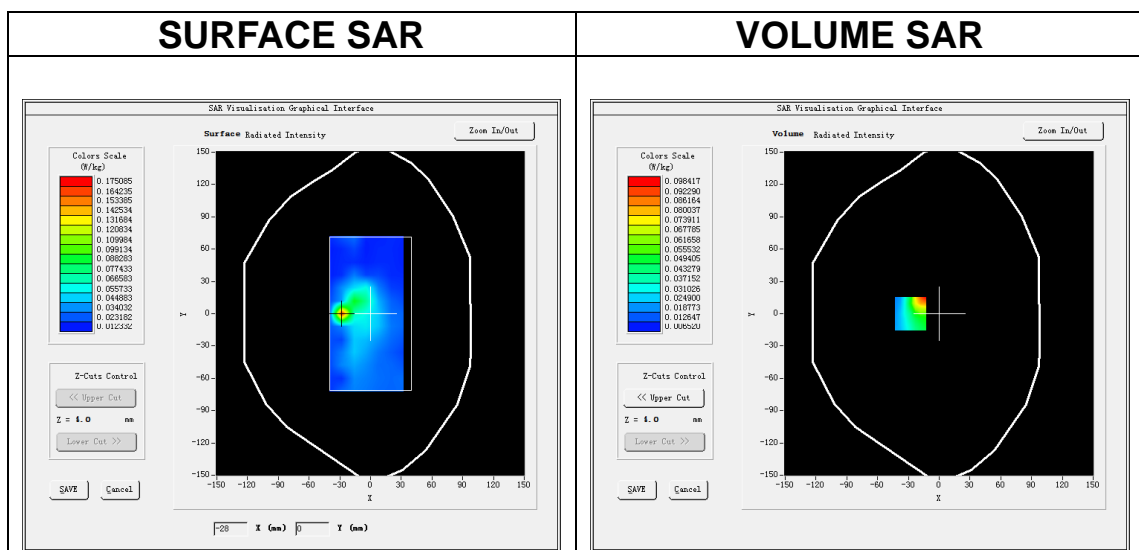 SURFACE SAR
VOLUME SAR
SAR Visualisation Graphical Interface
Surface Radiated Intensity
Zoom In/Out
Colors Scale
(W/kg)
0.175085
0.164235
0.153385
0.142534
0.131684
0.120834
0.109984
0.099134
0.088283
0.077433
0.066583
0.055733
0.044883
0.034032
0.023182
0.012332
150
120
90
60
30
0
-30
-60
-90
-120
-150
Y
-150 -120 -90 -60 -30 0 30 60 90 120 150
X
Z-Cuts Control
<< Upper Cut
Z = 4.0 mm
Lower Cut >>
SAVE Cancel
-28 X (mm) 0 Y (mm)
SAR Visualisation Graphical Interface
Volume Radiated Intensity
Zoom In/Out
Colors Scale
(W/kg)
0.098417
0.092290
0.086164
0.080037
0.073911
0.067785
0.061658
0.055532
0.049405
0.043279
0.037152
0.031026
0.024900
0.018773
0.012647
0.006520
150
120
90
60
30
0
-30
-60
-90
-120
-150
Y
-150 -120 -90 -60 -30 0 30 60 90 120 150
X
Z-Cuts Control
<< Upper Cut
Z = 4.0 mm
Lower Cut >>
SAVE Cancel